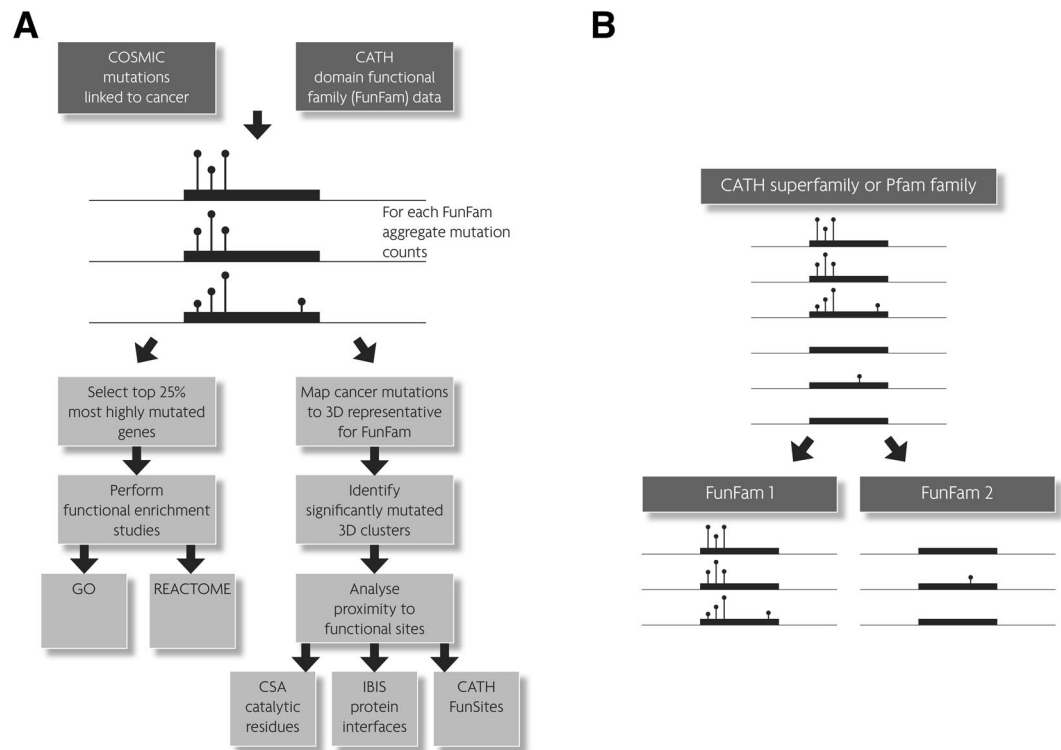 A
COSMIC
mutations
linked to cancer
CATH
domain functional
family (FunFam) data
For each FunFam
aggregate mutation
counts
Select top 25%
most highly mutated
genes
Map cancer mutations
to 3D representative
for FunFam
Perform
functional enrichment
studies
Identify
significantly mutated
3D clusters
GO
REACTOME
Analyse
proximity to
functional sites
CSA
catalytic
residues
IBIS
protein
interfaces
CATH
FunSites
B
CATH superfamily or Pfam family
FunFam 1
FunFam 2